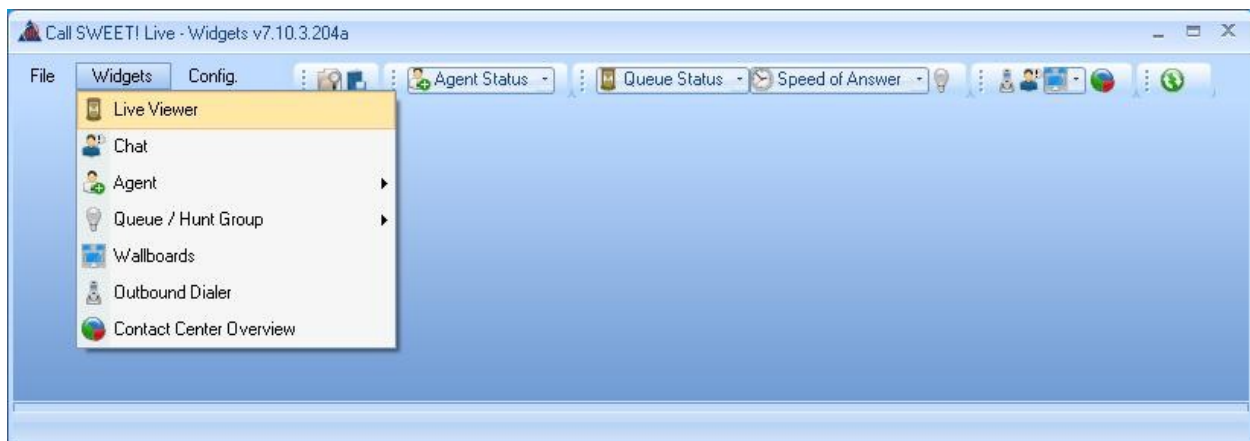 Call SWEET! Live - Widgets v7.10.3.204a
File Widgets Config. Agent Status Queue Status Speed of Answer
Live Viewer
Chat
Agent
Queue / Hunt Group
Wallboards
Outbound Dialer
Contact Center Overview